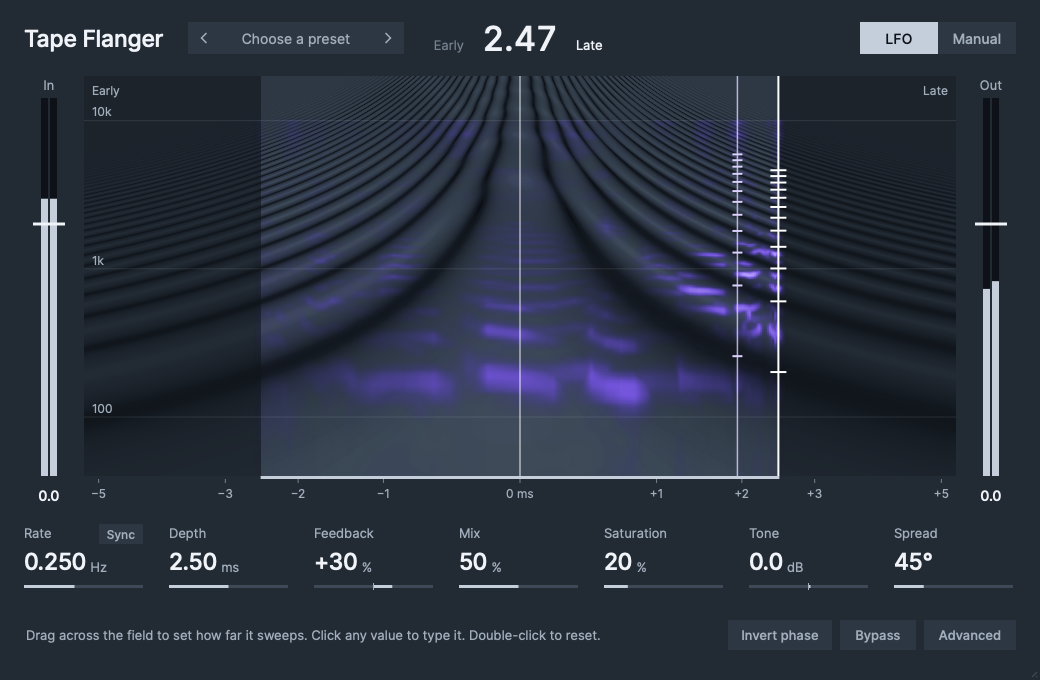 Tape Flanger
Choose a preset
Early 2.47 Late
LFO Manual
In
Early
Late
Out
10k
1k
100
0.0
−5 −3 −2 −1 0 ms +1 +2 +3 +5
0.0
Rate Sync
0.250 Hz
Depth
2.50 ms
Feedback
+30 %
Mix
50 %
Saturation
20 %
Tone
0.0 dB
Spread
45°
Drag across the field to set how far it sweeps. Click any value to type it. Double-click to reset.
Invert phase Bypass Advanced